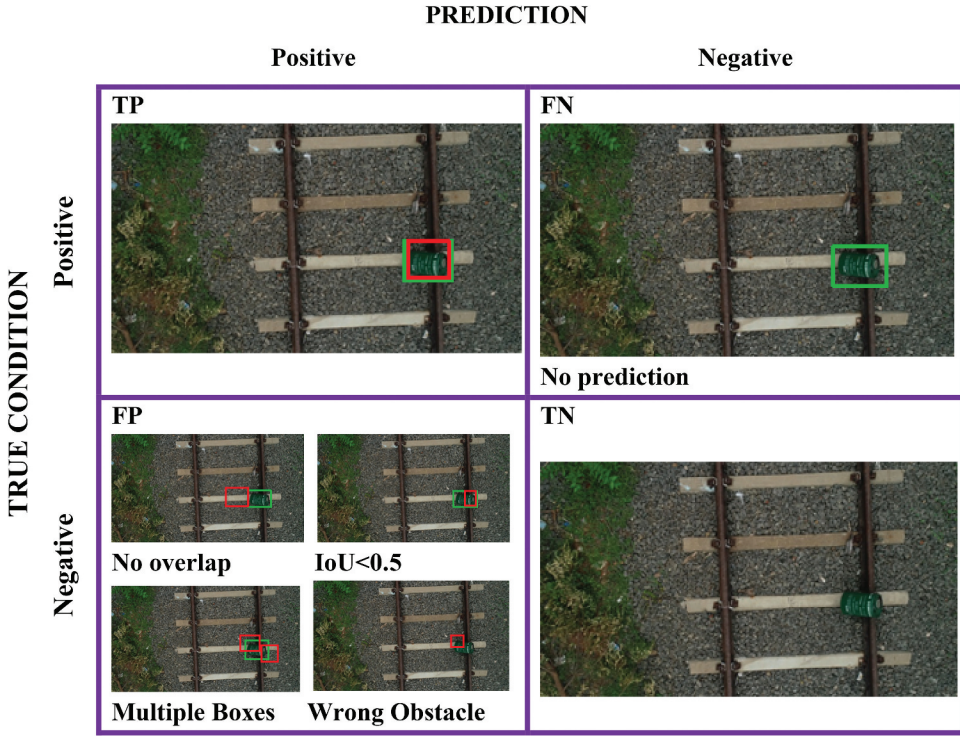 PREDICTION
Positive
Negative
TRUE CONDITION
Positive
Negative
TP
FN
No prediction
FP
TN
No overlap
IoU<0.5
Multiple Boxes
Wrong Obstacle